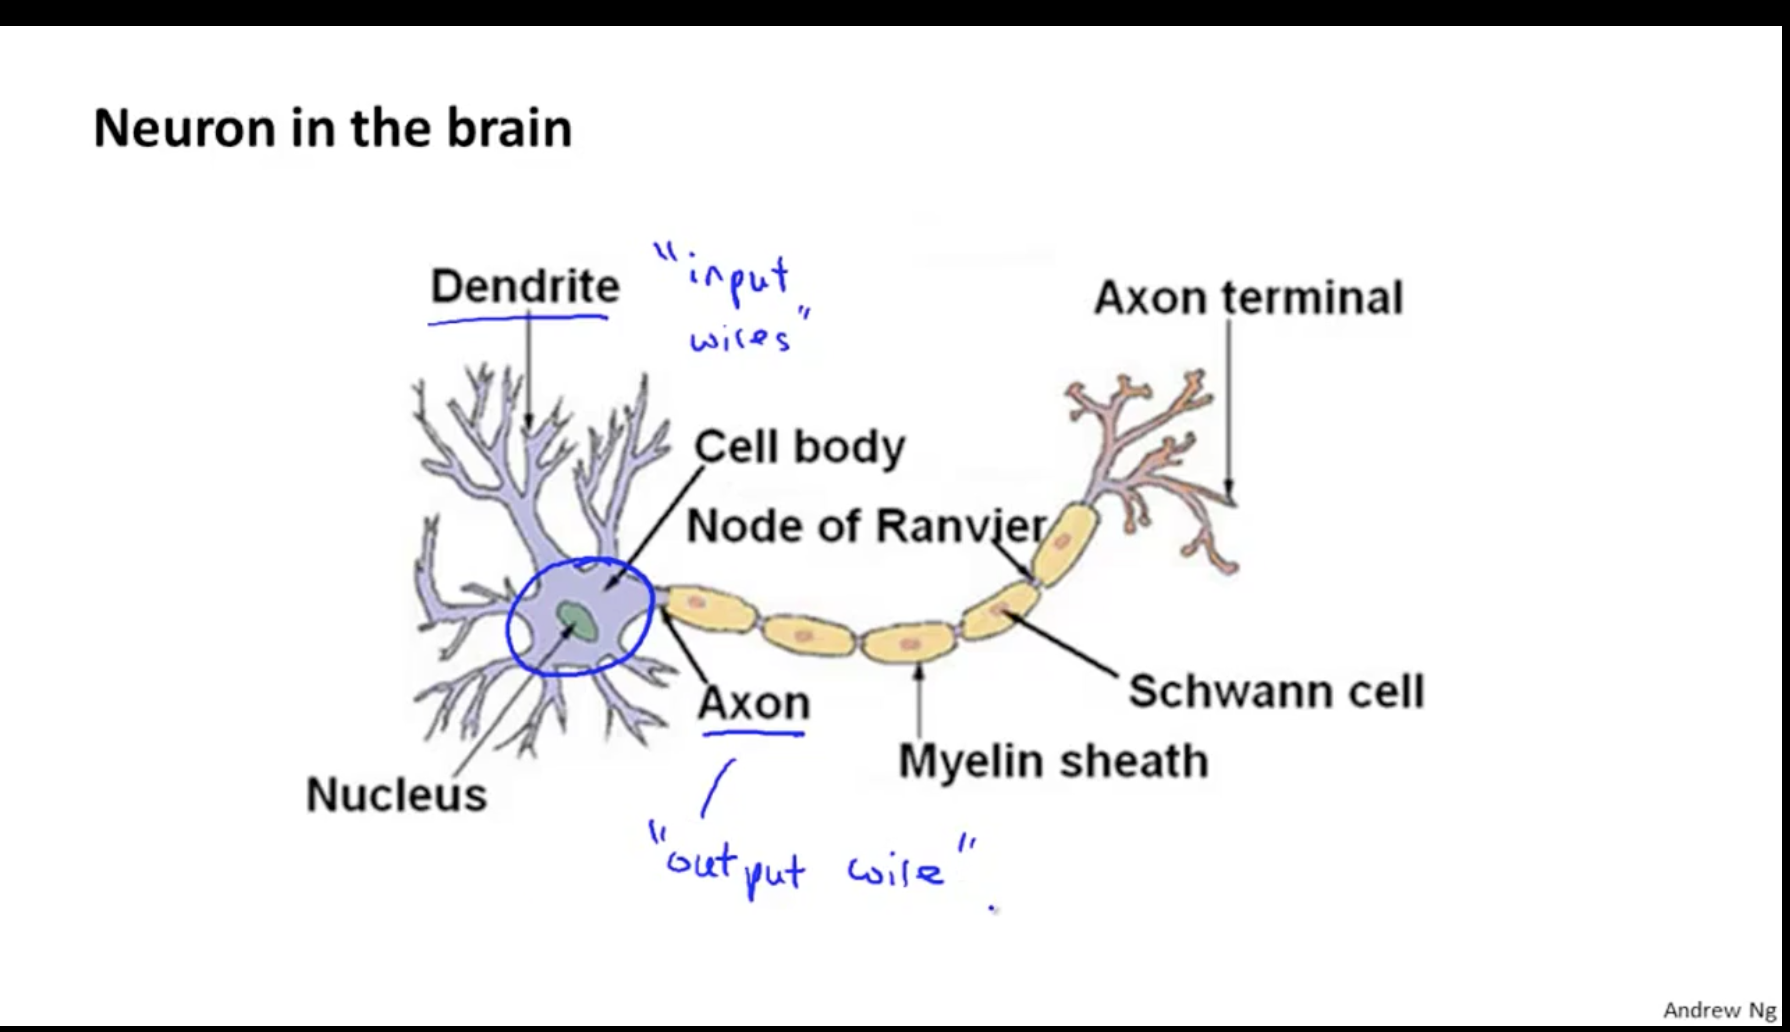 Neuron in the brain
Dendrite
"input
wires"
Axon terminal
Cell body
Node of Ranvier
Axon
Schwann cell
Myelin sheath
Nucleus
"output wire"
Andrew Ng